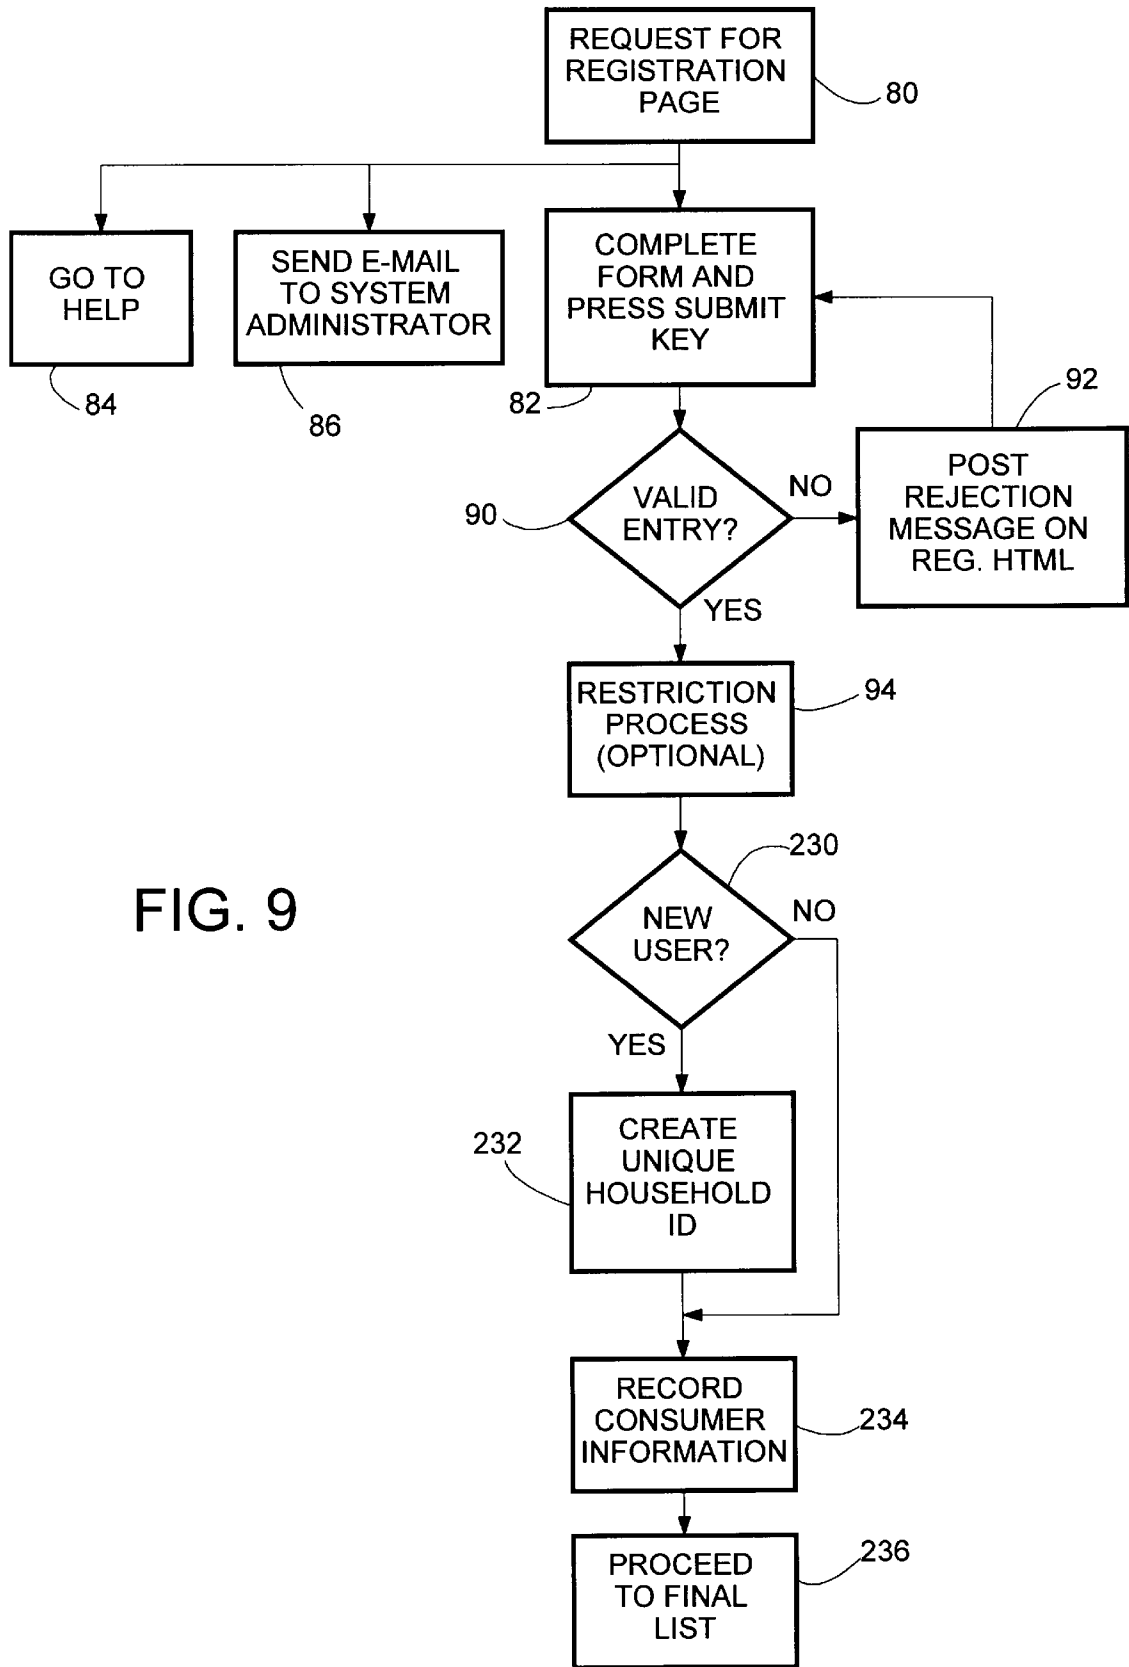 REQUEST FOR
REGISTRATION
PAGE
80
GO TO
HELP
84
SEND E-MAIL
TO SYSTEM
ADMINISTRATOR
86
COMPLETE
FORM AND
PRESS SUBMIT
KEY
82
92
POST
REJECTION
MESSAGE ON
REG. HTML
90
VALID
ENTRY?
NO
YES
RESTRICTION
PROCESS
(OPTIONAL)
94
230
NEW
USER?
NO
YES
FIG. 9
232
CREATE
UNIQUE
HOUSEHOLD
ID
RECORD
CONSUMER
INFORMATION
234
PROCEED
TO FINAL
LIST
236